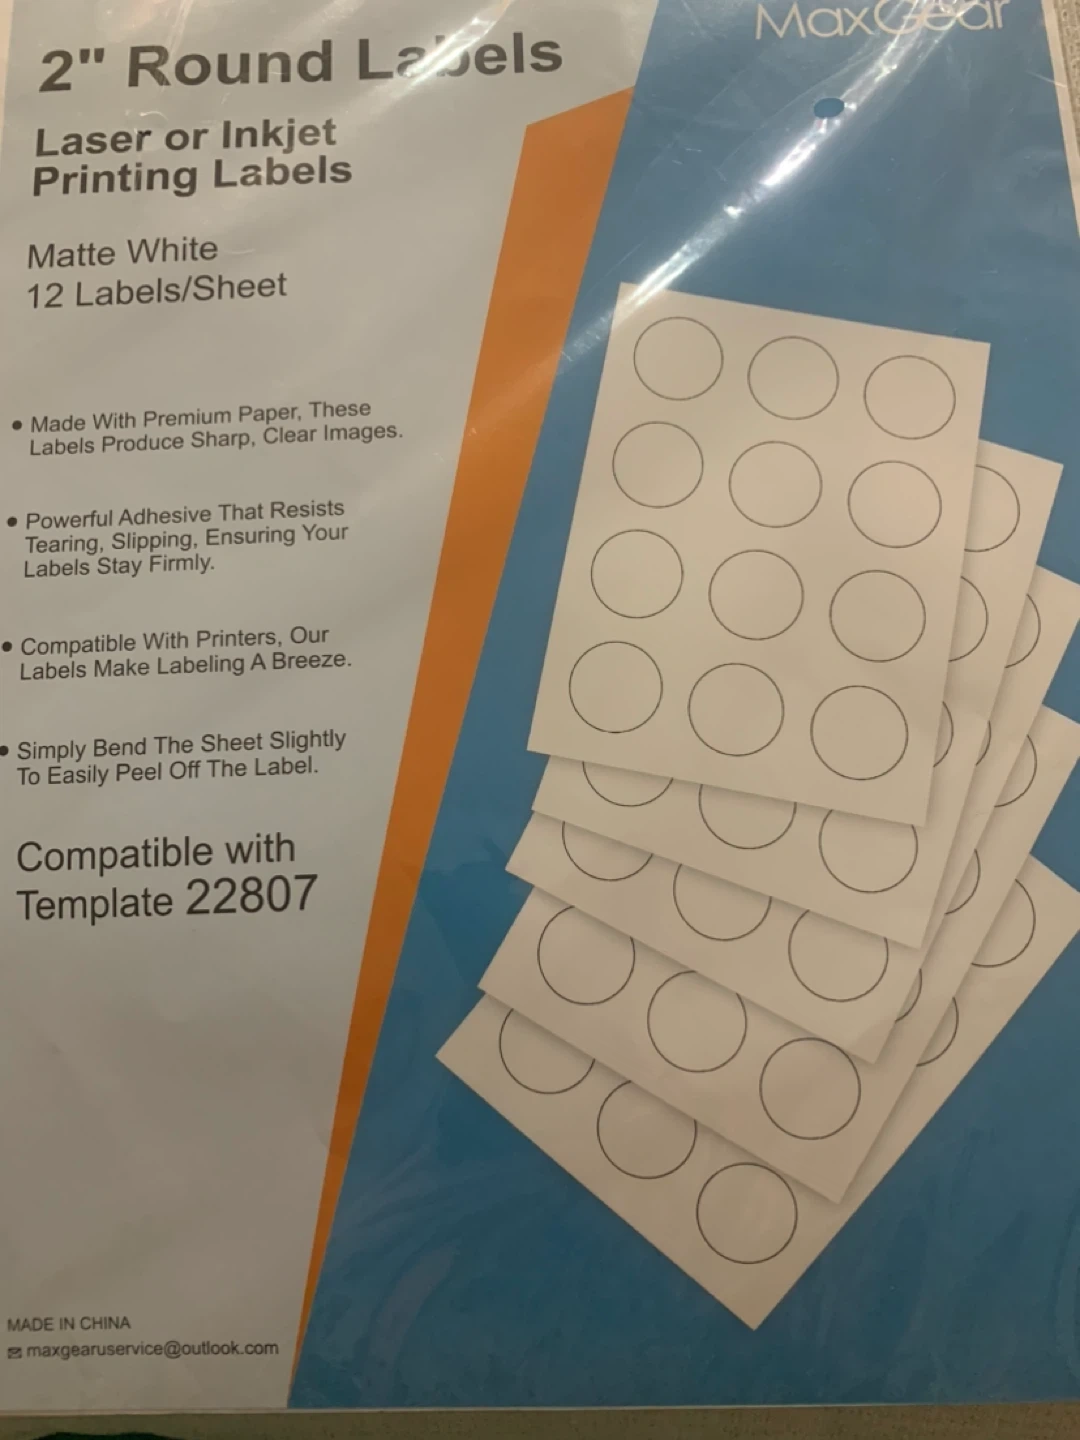 MaxGear
2" Round Labels
Laser or Inkjet
Printing Labels
Matte White
12 Labels/Sheet
• Made With Premium Paper, These
Labels Produce Sharp, Clear Images.
• Powerful Adhesive That Resists
Tearing, Slipping, Ensuring Your
Labels Stay Firmly.
• Compatible With Printers, Our
Labels Make Labeling A Breeze.
• Simply Bend The Sheet Slightly
To Easily Peel Off The Label.
Compatible with
Template 22807
MADE IN CHINA
maxgearuservice@outlook.com